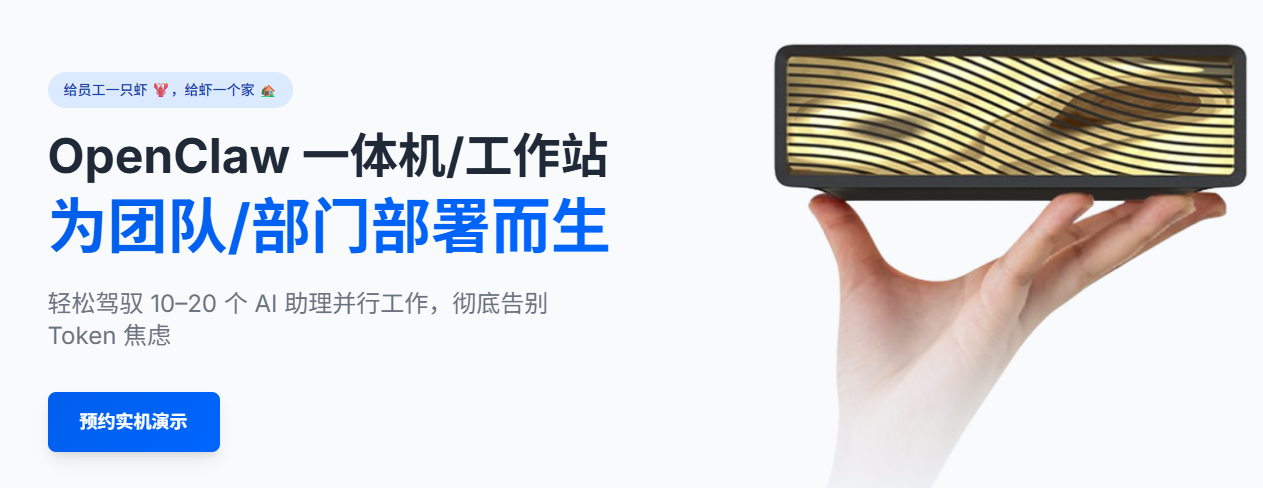 给员工一只虾 🦞，给虾一个家 🏠
OpenClaw 一体机/工作站
为团队/部门部署而生
轻松驾驭 10–20 个 AI 助理并行工作，彻底告别
Token 焦虑
预约实机演示